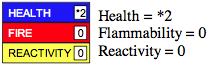 HEALTH *2 Health = *2
FIRE 0 Flammability = 0
REACTIVITY 0 Reactivity = 0